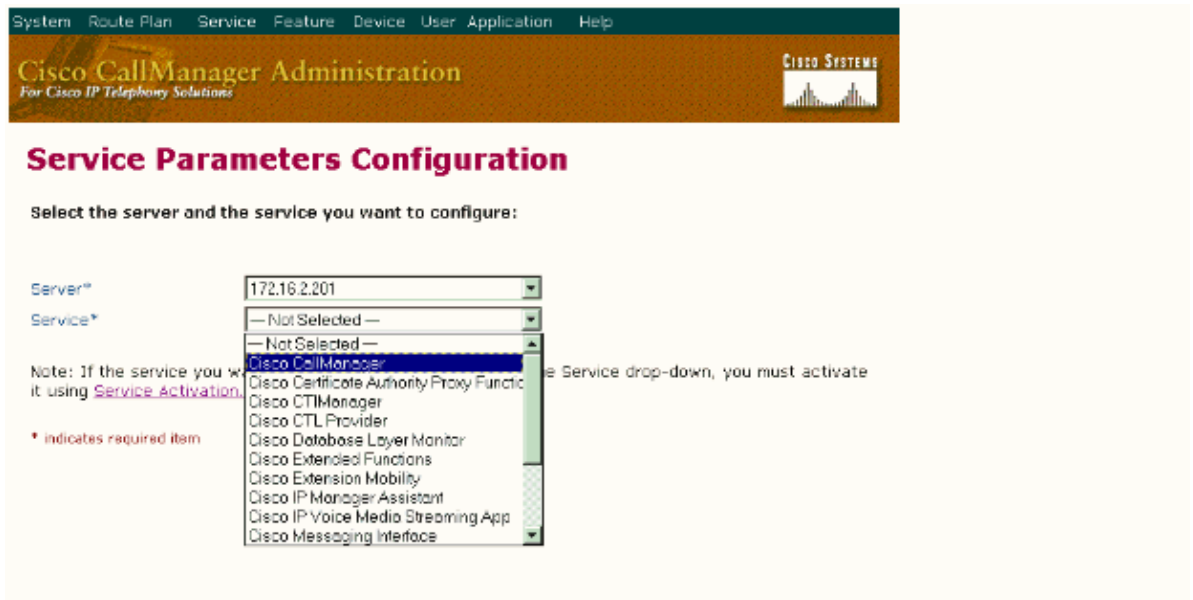 System Route Plan Service Feature Device User Application Help
Cisco CallManager Administration
For Cisco IP Telephony Solutions
CISCO SYSTEMS
Service Parameters Configuration
Select the server and the service you want to configure:
Server* 172.16.2.201
Service* — Not Selected —
— Not Selected —
Cisco CallManager
Cisco Certificate Authority Proxy Functic
Cisco CTIManager
Cisco CTL Provider
Cisco Database Layer Monitor
Cisco Extended Functions
Cisco Extension Mobility
Cisco IP Manager Assistant
Cisco IP Voice Media Streaming App
Cisco Messaging Interface
Note: If the service you w e Service drop-down, you must activate
it using Service Activation.
* indicates required item